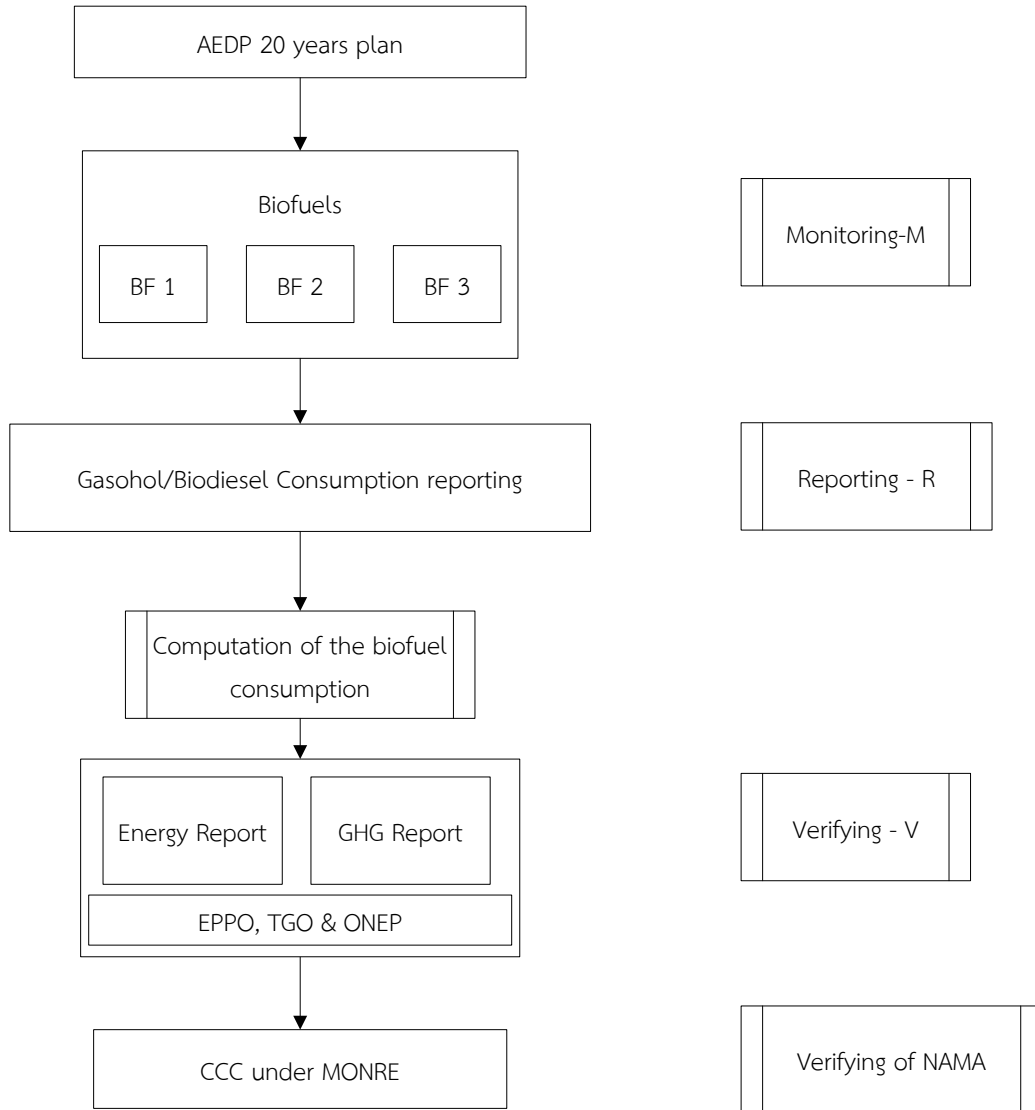 AEDP 20 years plan
Biofuels
BF 1
BF 2
BF 3
Monitoring-M
Gasohol/Biodiesel Consumption reporting
Reporting - R
Computation of the biofuel
consumption
Energy Report
GHG Report
EPPO, TGO & ONEP
Verifying - V
CCC under MONRE
Verifying of NAMA